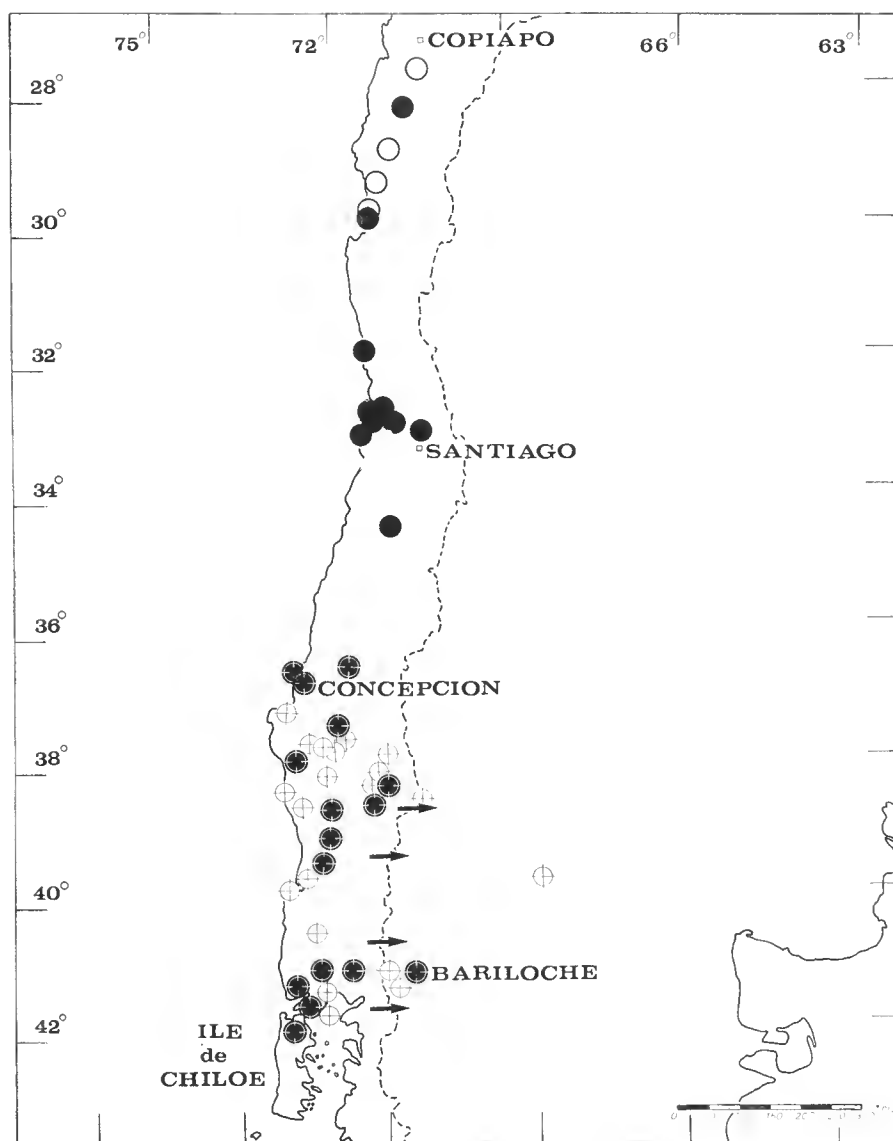 75° 72° 66° 63°
COPIAPO
28°
30°
32°
SANTIAGO
34°
36°
CONCEPCION
38°
40°
BARILOCHE
42°
ILE
de
CHILOE